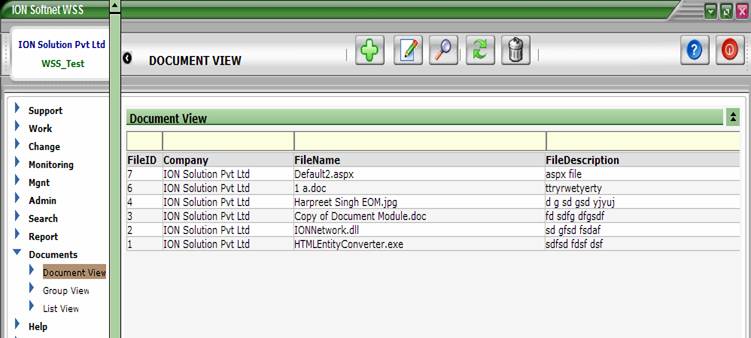 ION Softnet WSS
ION Solution Pvt Ltd
WSS_Test
DOCUMENT VIEW
Support
Work
Change
Monitoring
Mgnt
Admin
Search
Report
Documents
Document View
Group View
List View
Help
Document View
FileID Company FileName FileDescription
7 ION Solution Pvt Ltd Default2.aspx aspx file
6 ION Solution Pvt Ltd 1 a.doc ttryrwetyerty
4 ION Solution Pvt Ltd Harpreet Singh EOM.jpg d g sd gsd yjyuj
3 ION Solution Pvt Ltd Copy of Document Module.doc fd sdfg dfgsdf
2 ION Solution Pvt Ltd IONNetwork.dll sd gfsd fsdaf
1 ION Solution Pvt Ltd HTMLEntityConverter.exe sdfsd fdsf dsf